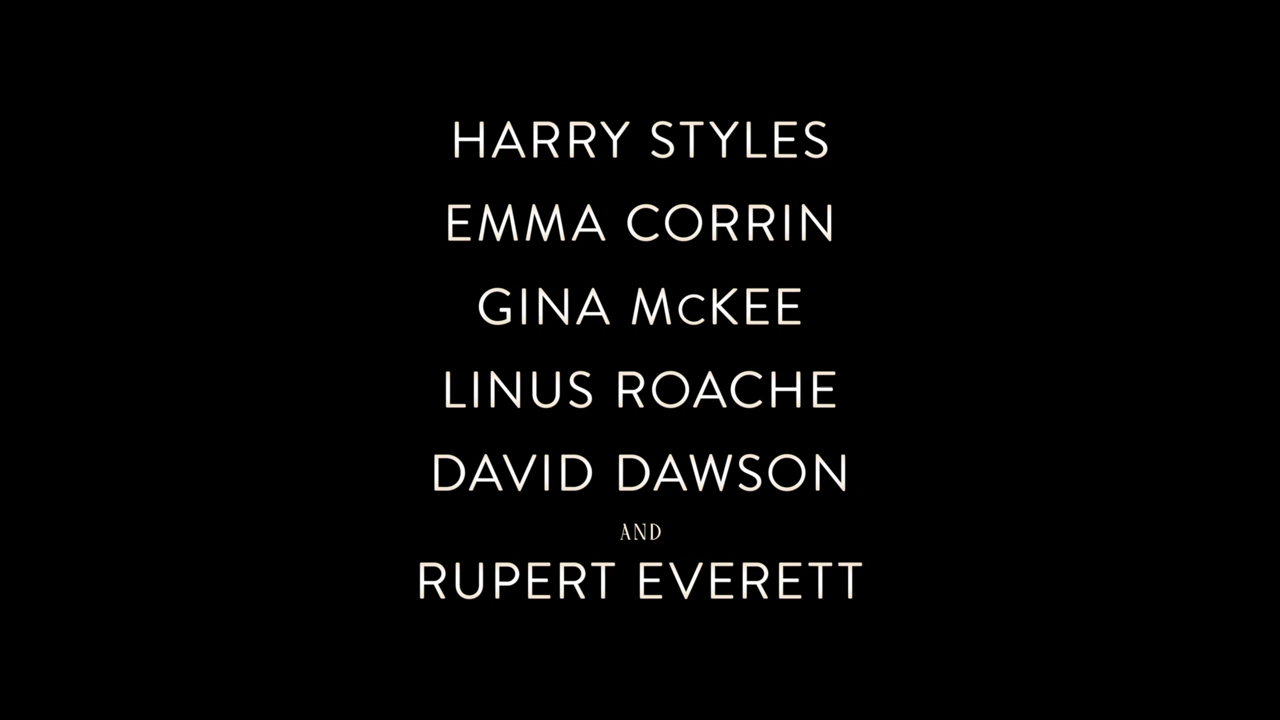 HARRY STYLES
EMMA CORRIN
GINA McKEE
LINUS ROACHE
DAVID DAWSON
AND
RUPERT EVERETT